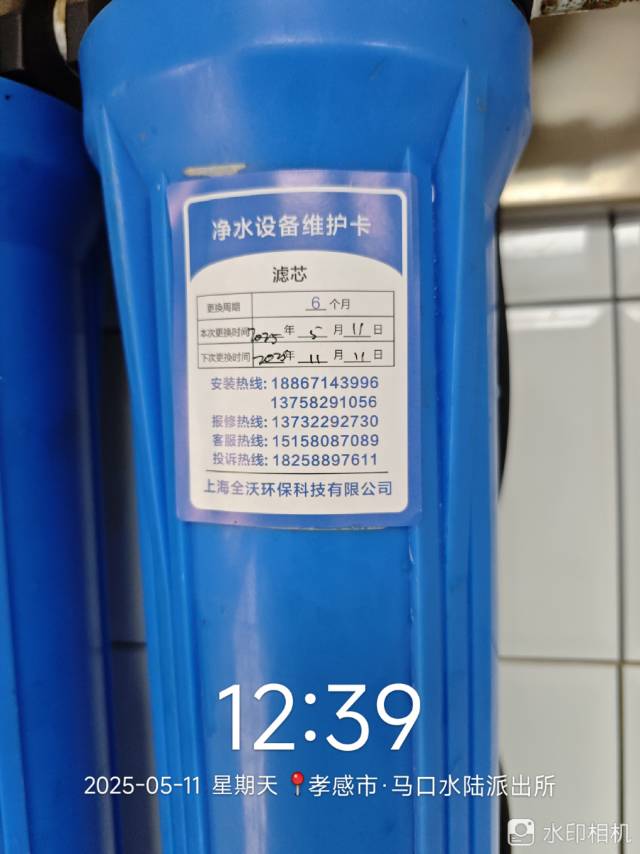 净水设备维护卡
滤芯
更换周期 6 个月
本次更换时间 2025 年 5 月 11 日
下次更换时间 2025 年 11 月 11 日
安装热线: 18867143996
13758291056
报修热线: 13732292730
客服热线: 15158087089
投诉热线: 18258897611
上海全沃环保科技有限公司
12:39
2025-05-11 星期天 孝感市·马口水陆派出所
水印相机